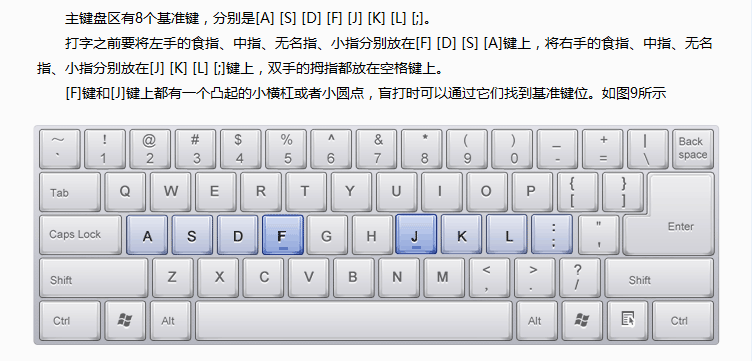 主键盘区有8个基准键，分别是[A] [S] [D] [F] [J] [K] [L] [;]。
打字之前要将左手的食指、中指、无名指、小指分别放在[F] [D] [S] [A]键上，将右手的食指、中指、无名
指、小指分别放在[J] [K] [L] [;]键上，双手的拇指都放在空格键上。
[F]键和[J]键上都有一个凸起的小横杠或者小圆点，盲打时可以通过它们找到基准键位。如图9所示
~ ! @ # $ % ^ & * ( ) _ + | Back
` 1 2 3 4 5 6 7 8 9 0 - = \ space
Tab Q W E R T Y U I O P { [ } ] Enter
Caps Lock A S D F G H J K L : ; " '
Shift Z X C V B N M < , > . ? / Shift
Ctrl Alt Alt Ctrl